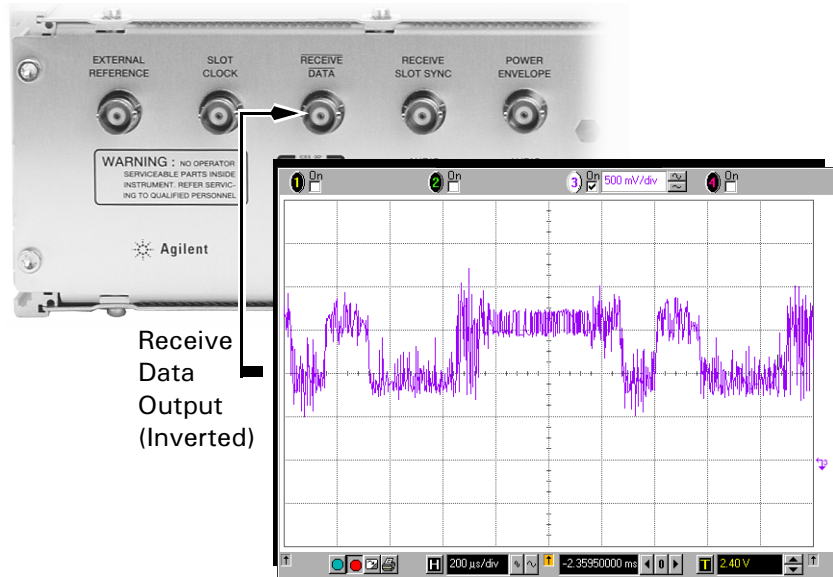 EXTERNAL
REFERENCE
SLOT
CLOCK
RECEIVE
DATA
RECEIVE
SLOT SYNC
POWER
ENVELOPE
WARNING : NO OPERATOR
SERVICEABLE PARTS INSIDE
INSTRUMENT. REFER SERVIC-
ING TO QUALIFIED PERSONNEL
Agilent
Receive
Data
Output
(Inverted)
1 On
2 On
3 On 500 mV/div
4 On
H 200 µs/div -2.35950000 ms 0 T 2.40 V